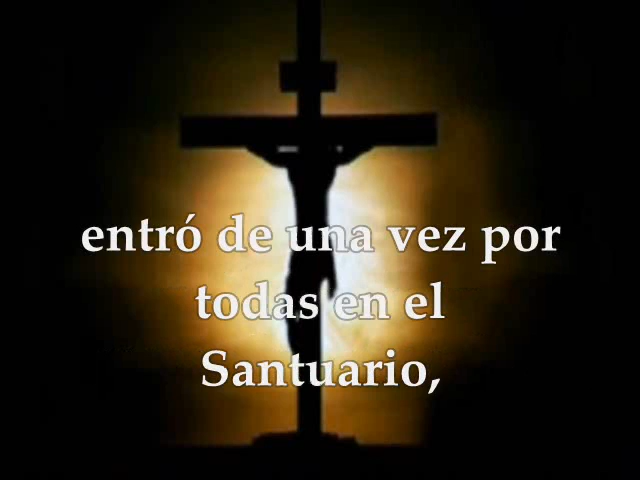 entró de una vez por
todas en el
Santuario,